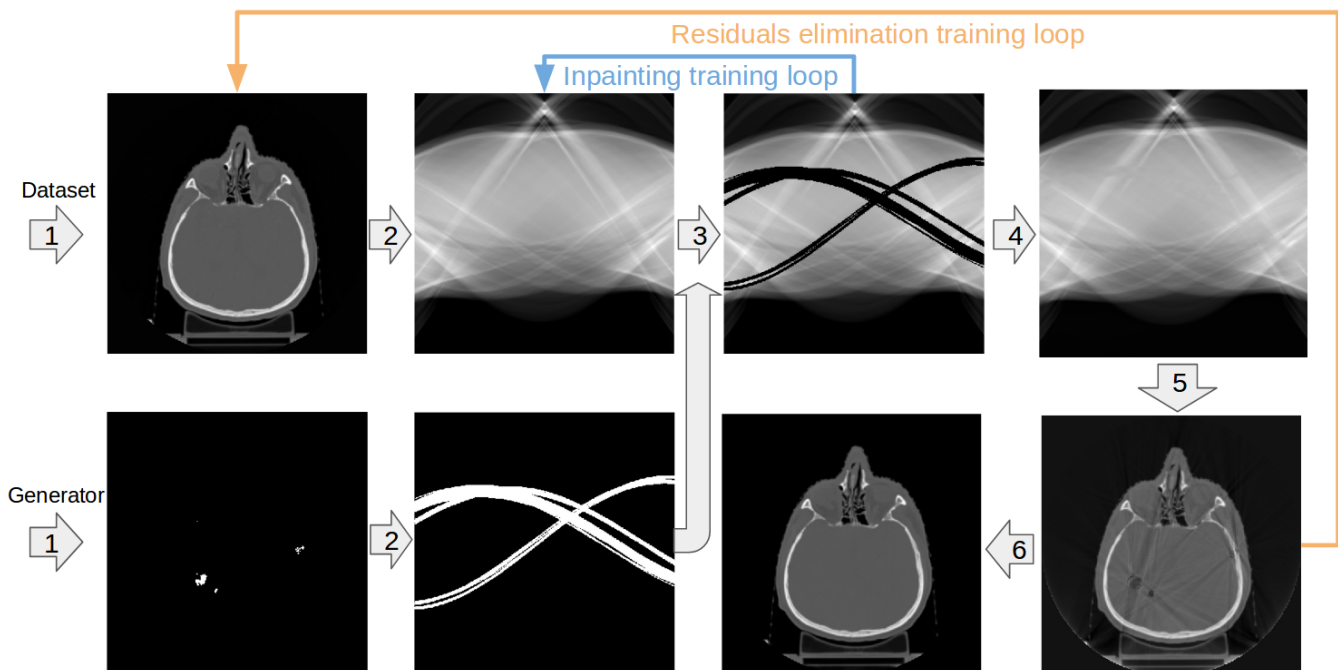 Residuals elimination training loop
Inpainting training loop
Dataset
1
2
3
4
5
Generator
1
2
6